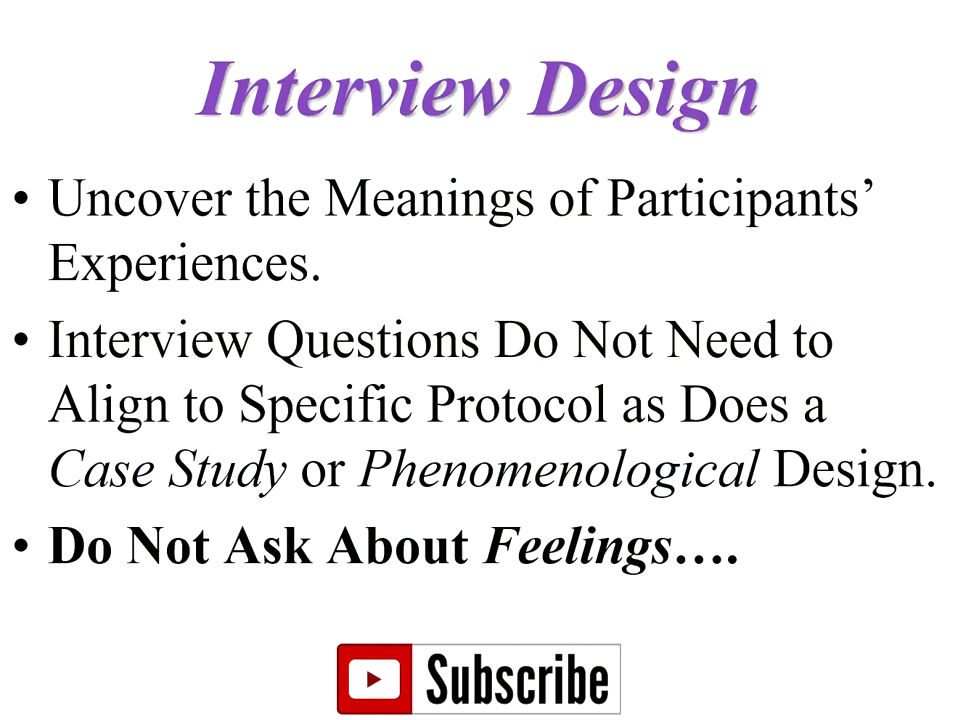 Interview Design
• Uncover the Meanings of Participants’
Experiences.
• Interview Questions Do Not Need to
Align to Specific Protocol as Does a
Case Study or Phenomenological Design.
• Do Not Ask About Feelings….
Subscribe